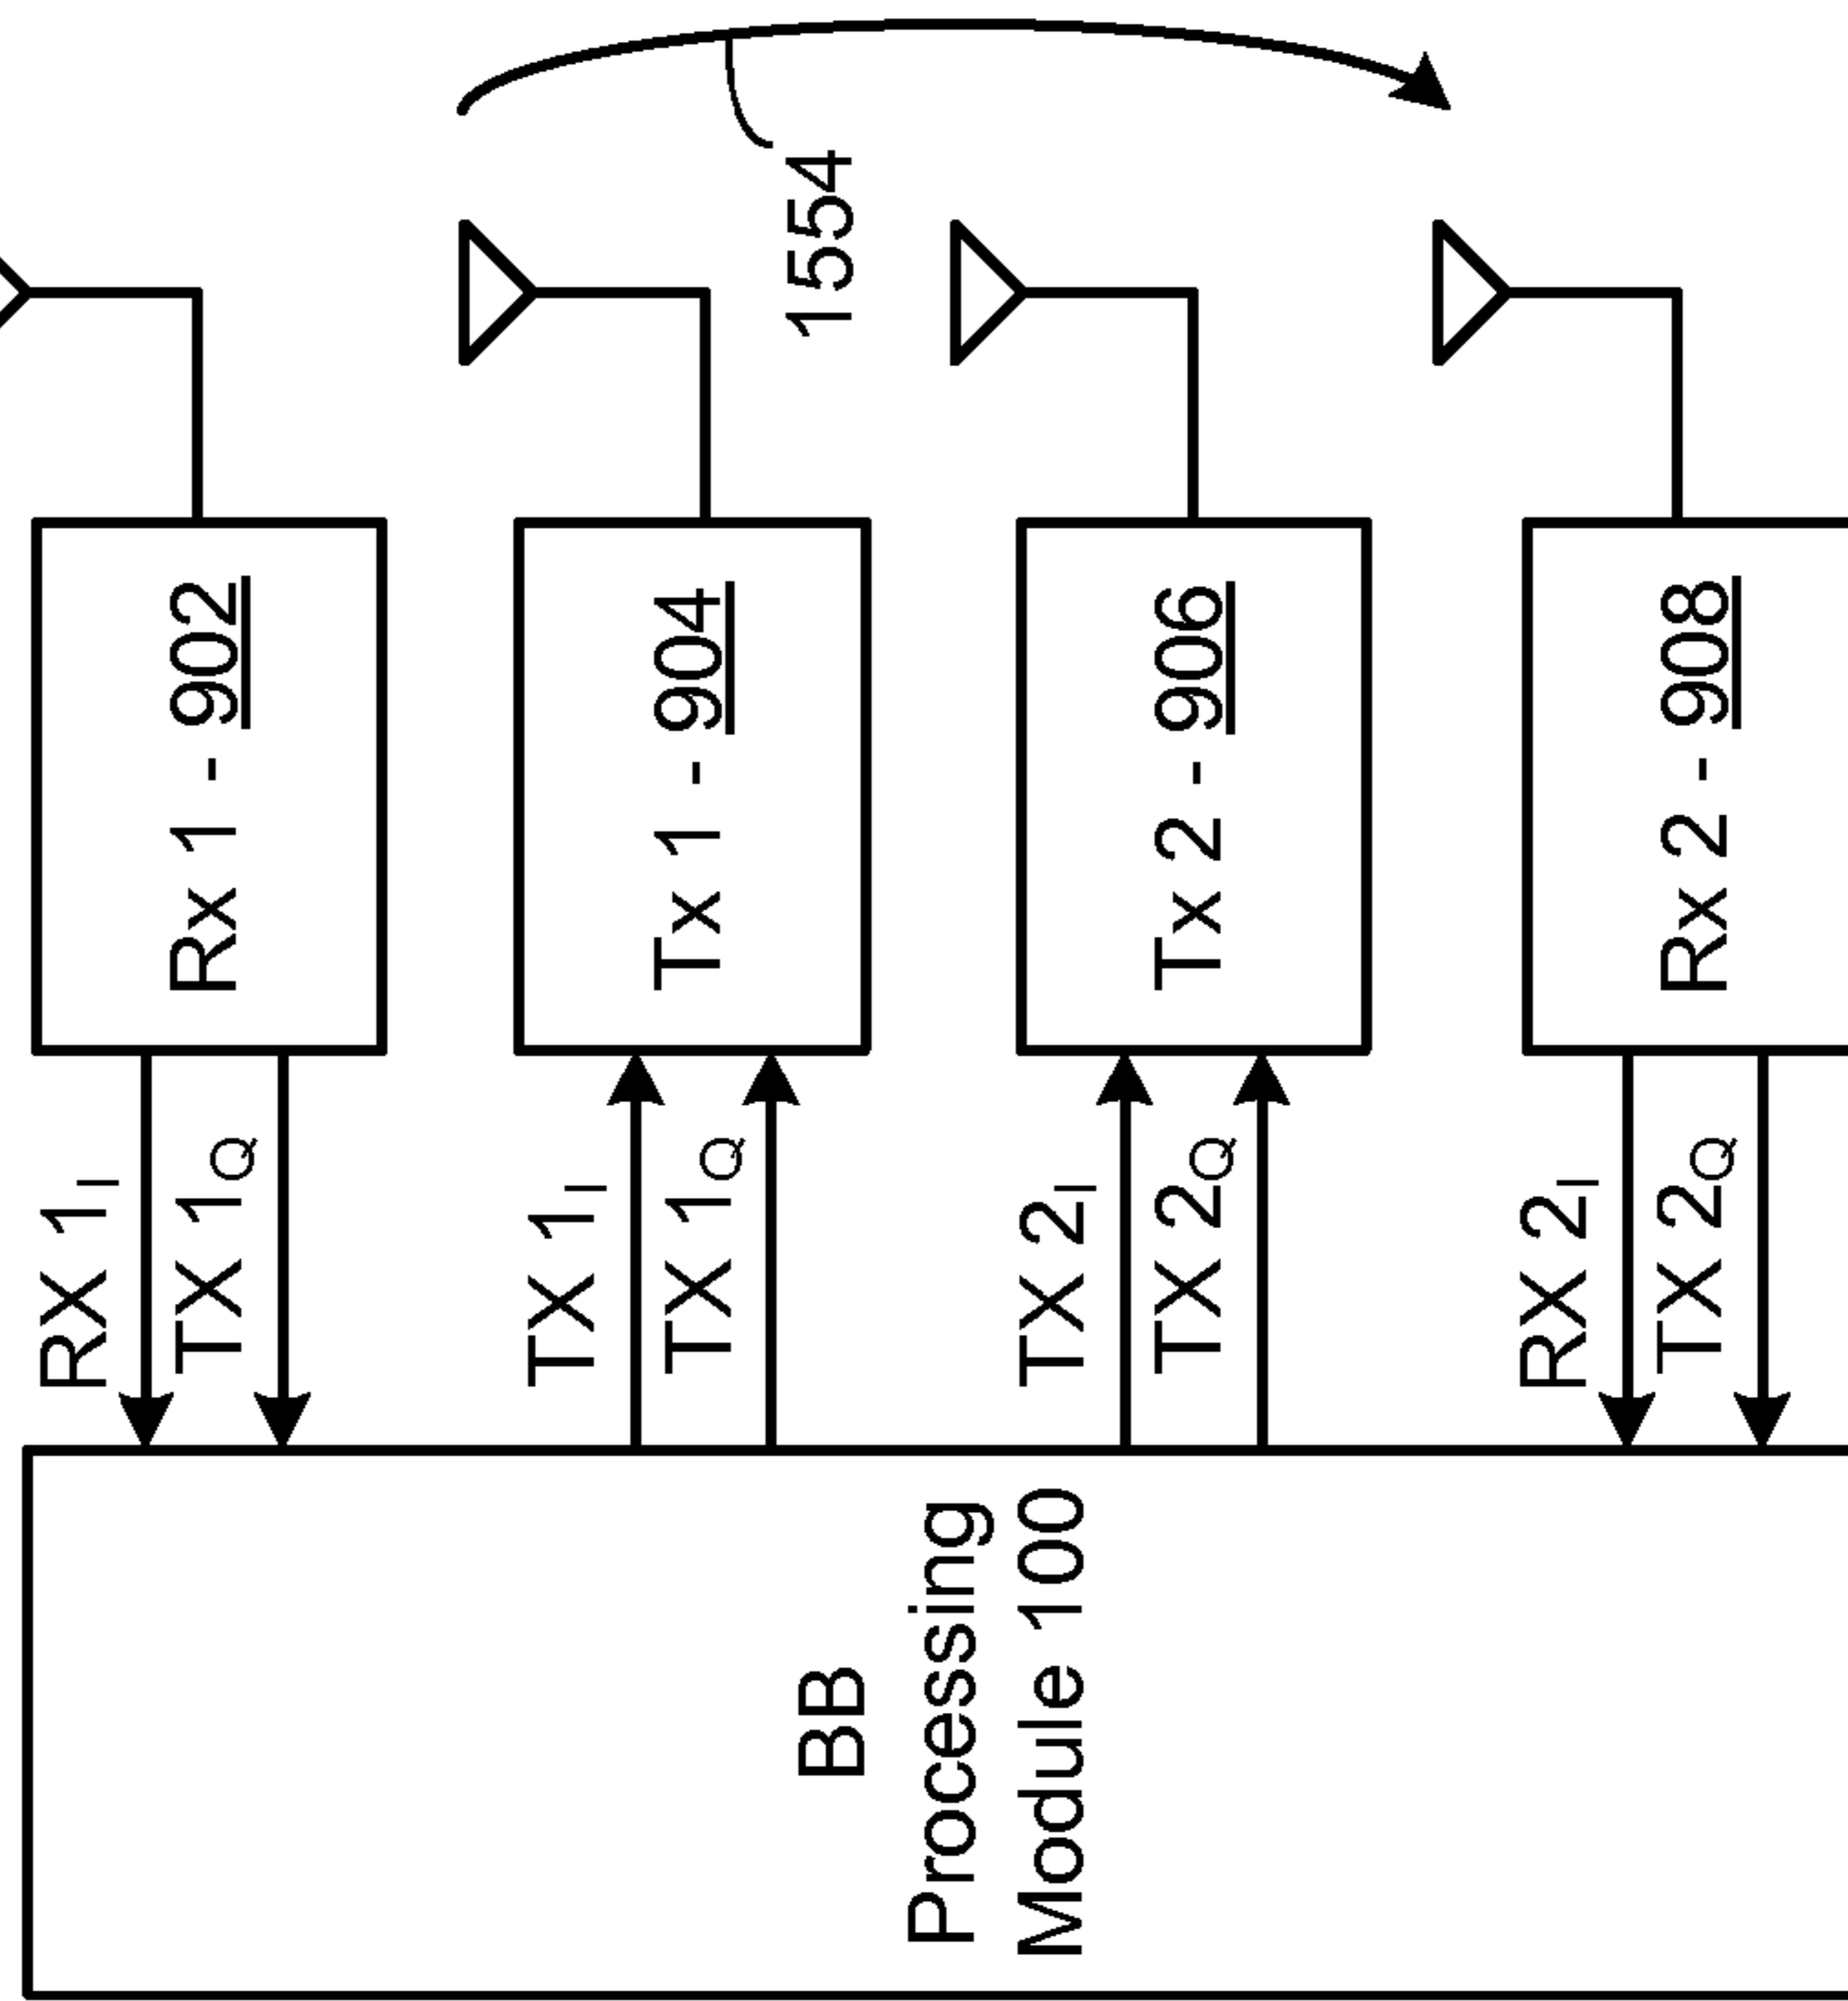 1554
Rx 1 - 902
Tx 1 - 904
Tx 2 - 906
Rx 2 - 908
RX 1I
TX 1Q
TX 1I
TX 1Q
TX 2I
TX 2Q
RX 2I
TX 2Q
BB
Processing
Module 100